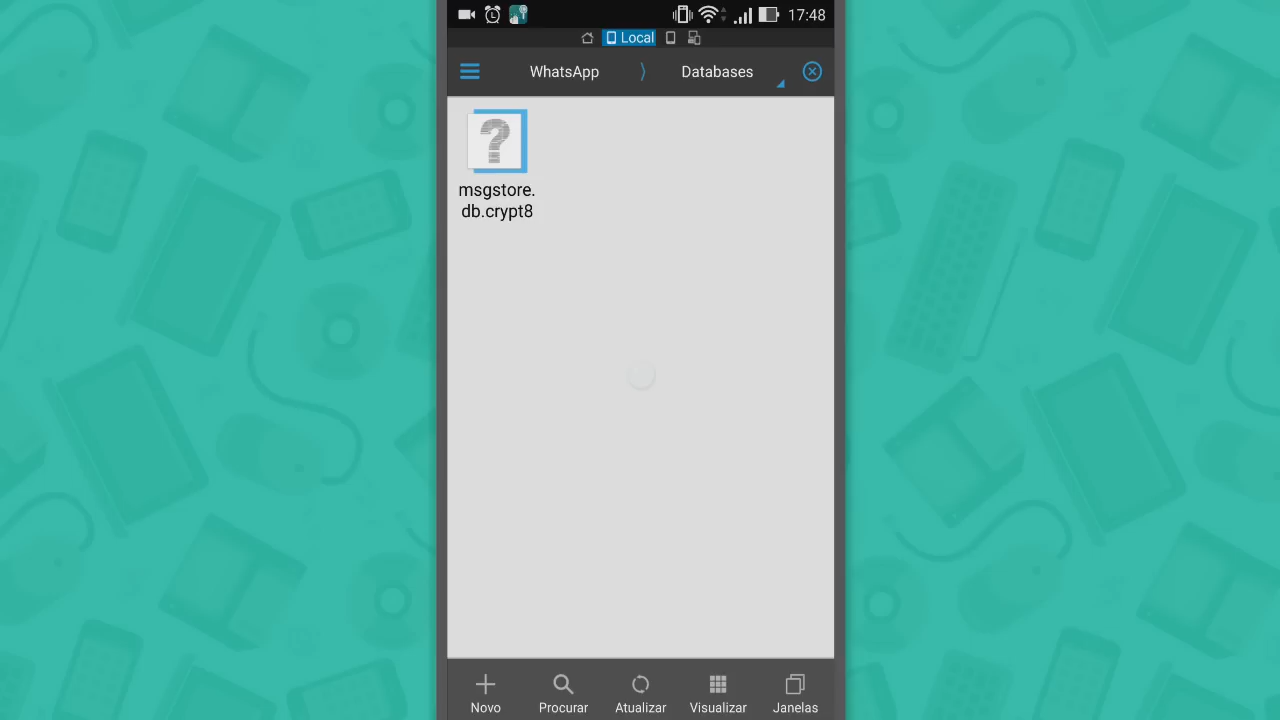 17:48
Local
WhatsApp
Databases
msgstore.
db.crypt8
Novo
Procurar
Atualizar
Visualizar
Janelas